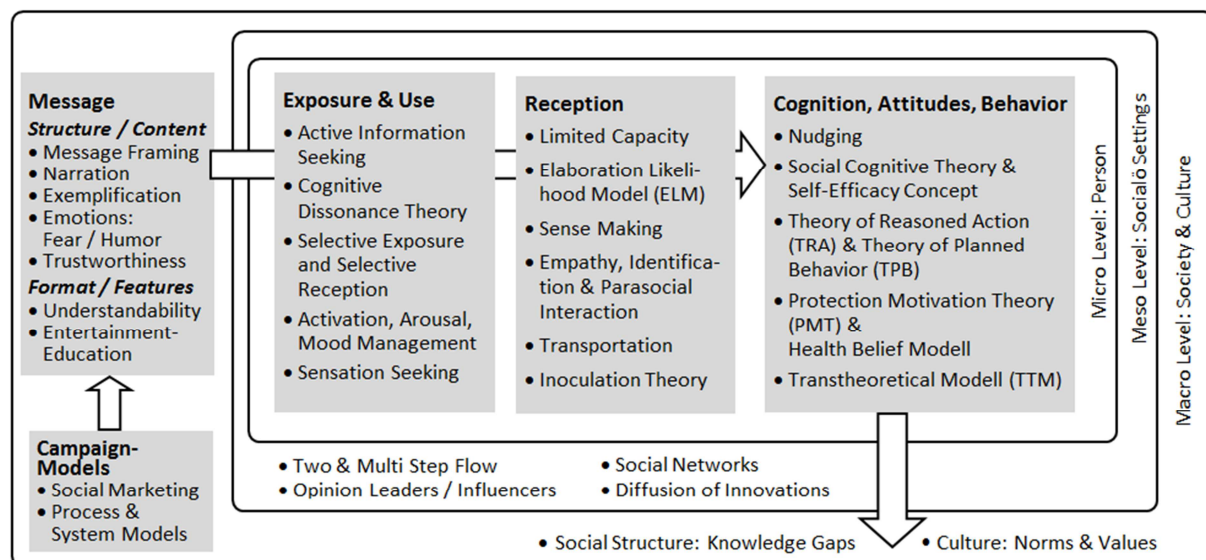 Message
Structure / Content
• Message Framing
• Narration
• Exemplification
• Emotions:
Fear / Humor
• Trustworthiness
Format / Features
• Understandability
• Entertainment-
Education
Campaign-
Models
• Social Marketing
• Process &
System Models
Exposure & Use
• Active Information
Seeking
• Cognitive
Dissonance Theory
• Selective Exposure
and Selective
Reception
• Activation, Arousal,
Mood Management
• Sensation Seeking
Reception
• Limited Capacity
• Elaboration Likeli-
hood Model (ELM)
• Sense Making
• Empathy, Identifica-
tion & Parasocial
Interaction
• Transportation
• Inoculation Theory
Cognition, Attitudes, Behavior
• Nudging
• Social Cognitive Theory &
Self-Efficacy Concept
• Theory of Reasoned Action
(TRA) & Theory of Planned
Behavior (TPB)
• Protection Motivation Theory
(PMT) &
Health Belief Modell
• Transtheoretical Modell (TTM)
Micro Level: Person
Meso Level: Socialö Settings
Macro Level: Society & Culture
• Two & Multi Step Flow
• Opinion Leaders / Influencers
• Social Networks
• Diffusion of Innovations
• Social Structure: Knowledge Gaps
• Culture: Norms & Values